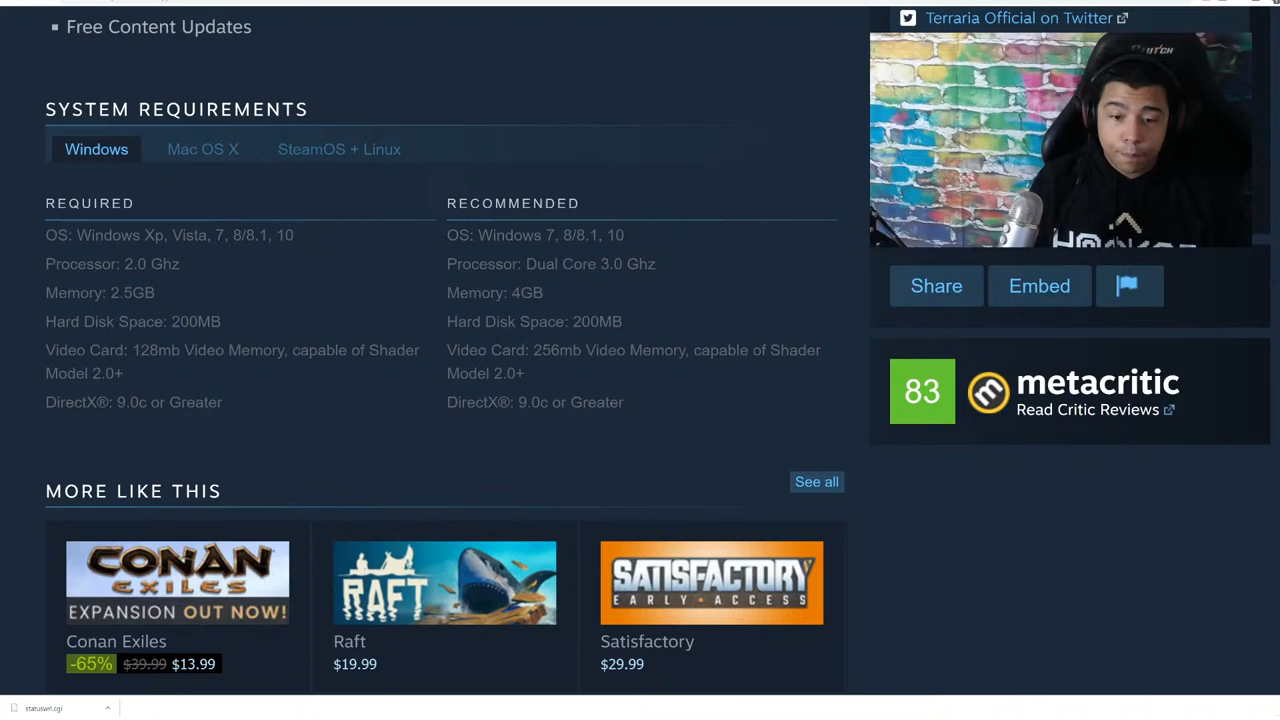 Free Content Updates
Terraria Official on Twitter
SYSTEM REQUIREMENTS
Windows
Mac OS X
SteamOS + Linux
REQUIRED
OS: Windows Xp, Vista, 7, 8/8.1, 10
Processor: 2.0 Ghz
Memory: 2.5GB
Hard Disk Space: 200MB
Video Card: 128mb Video Memory, capable of Shader
Model 2.0+
DirectX®: 9.0c or Greater
RECOMMENDED
OS: Windows 7, 8/8.1, 10
Processor: Dual Core 3.0 Ghz
Memory: 4GB
Hard Disk Space: 200MB
Video Card: 256mb Video Memory, capable of Shader
Model 2.0+
DirectX®: 9.0c or Greater
CLUTCH
Share
Embed
83
metacritic
Read Critic Reviews
MORE LIKE THIS
See all
CONAN
EXILES
EXPANSION OUT NOW!
Conan Exiles
-65% $39.99 $13.99
RAFT
Raft
$19.99
SATISFACTORY
EARLY ACCESS
Satisfactory
$29.99
statuswrl.cgi